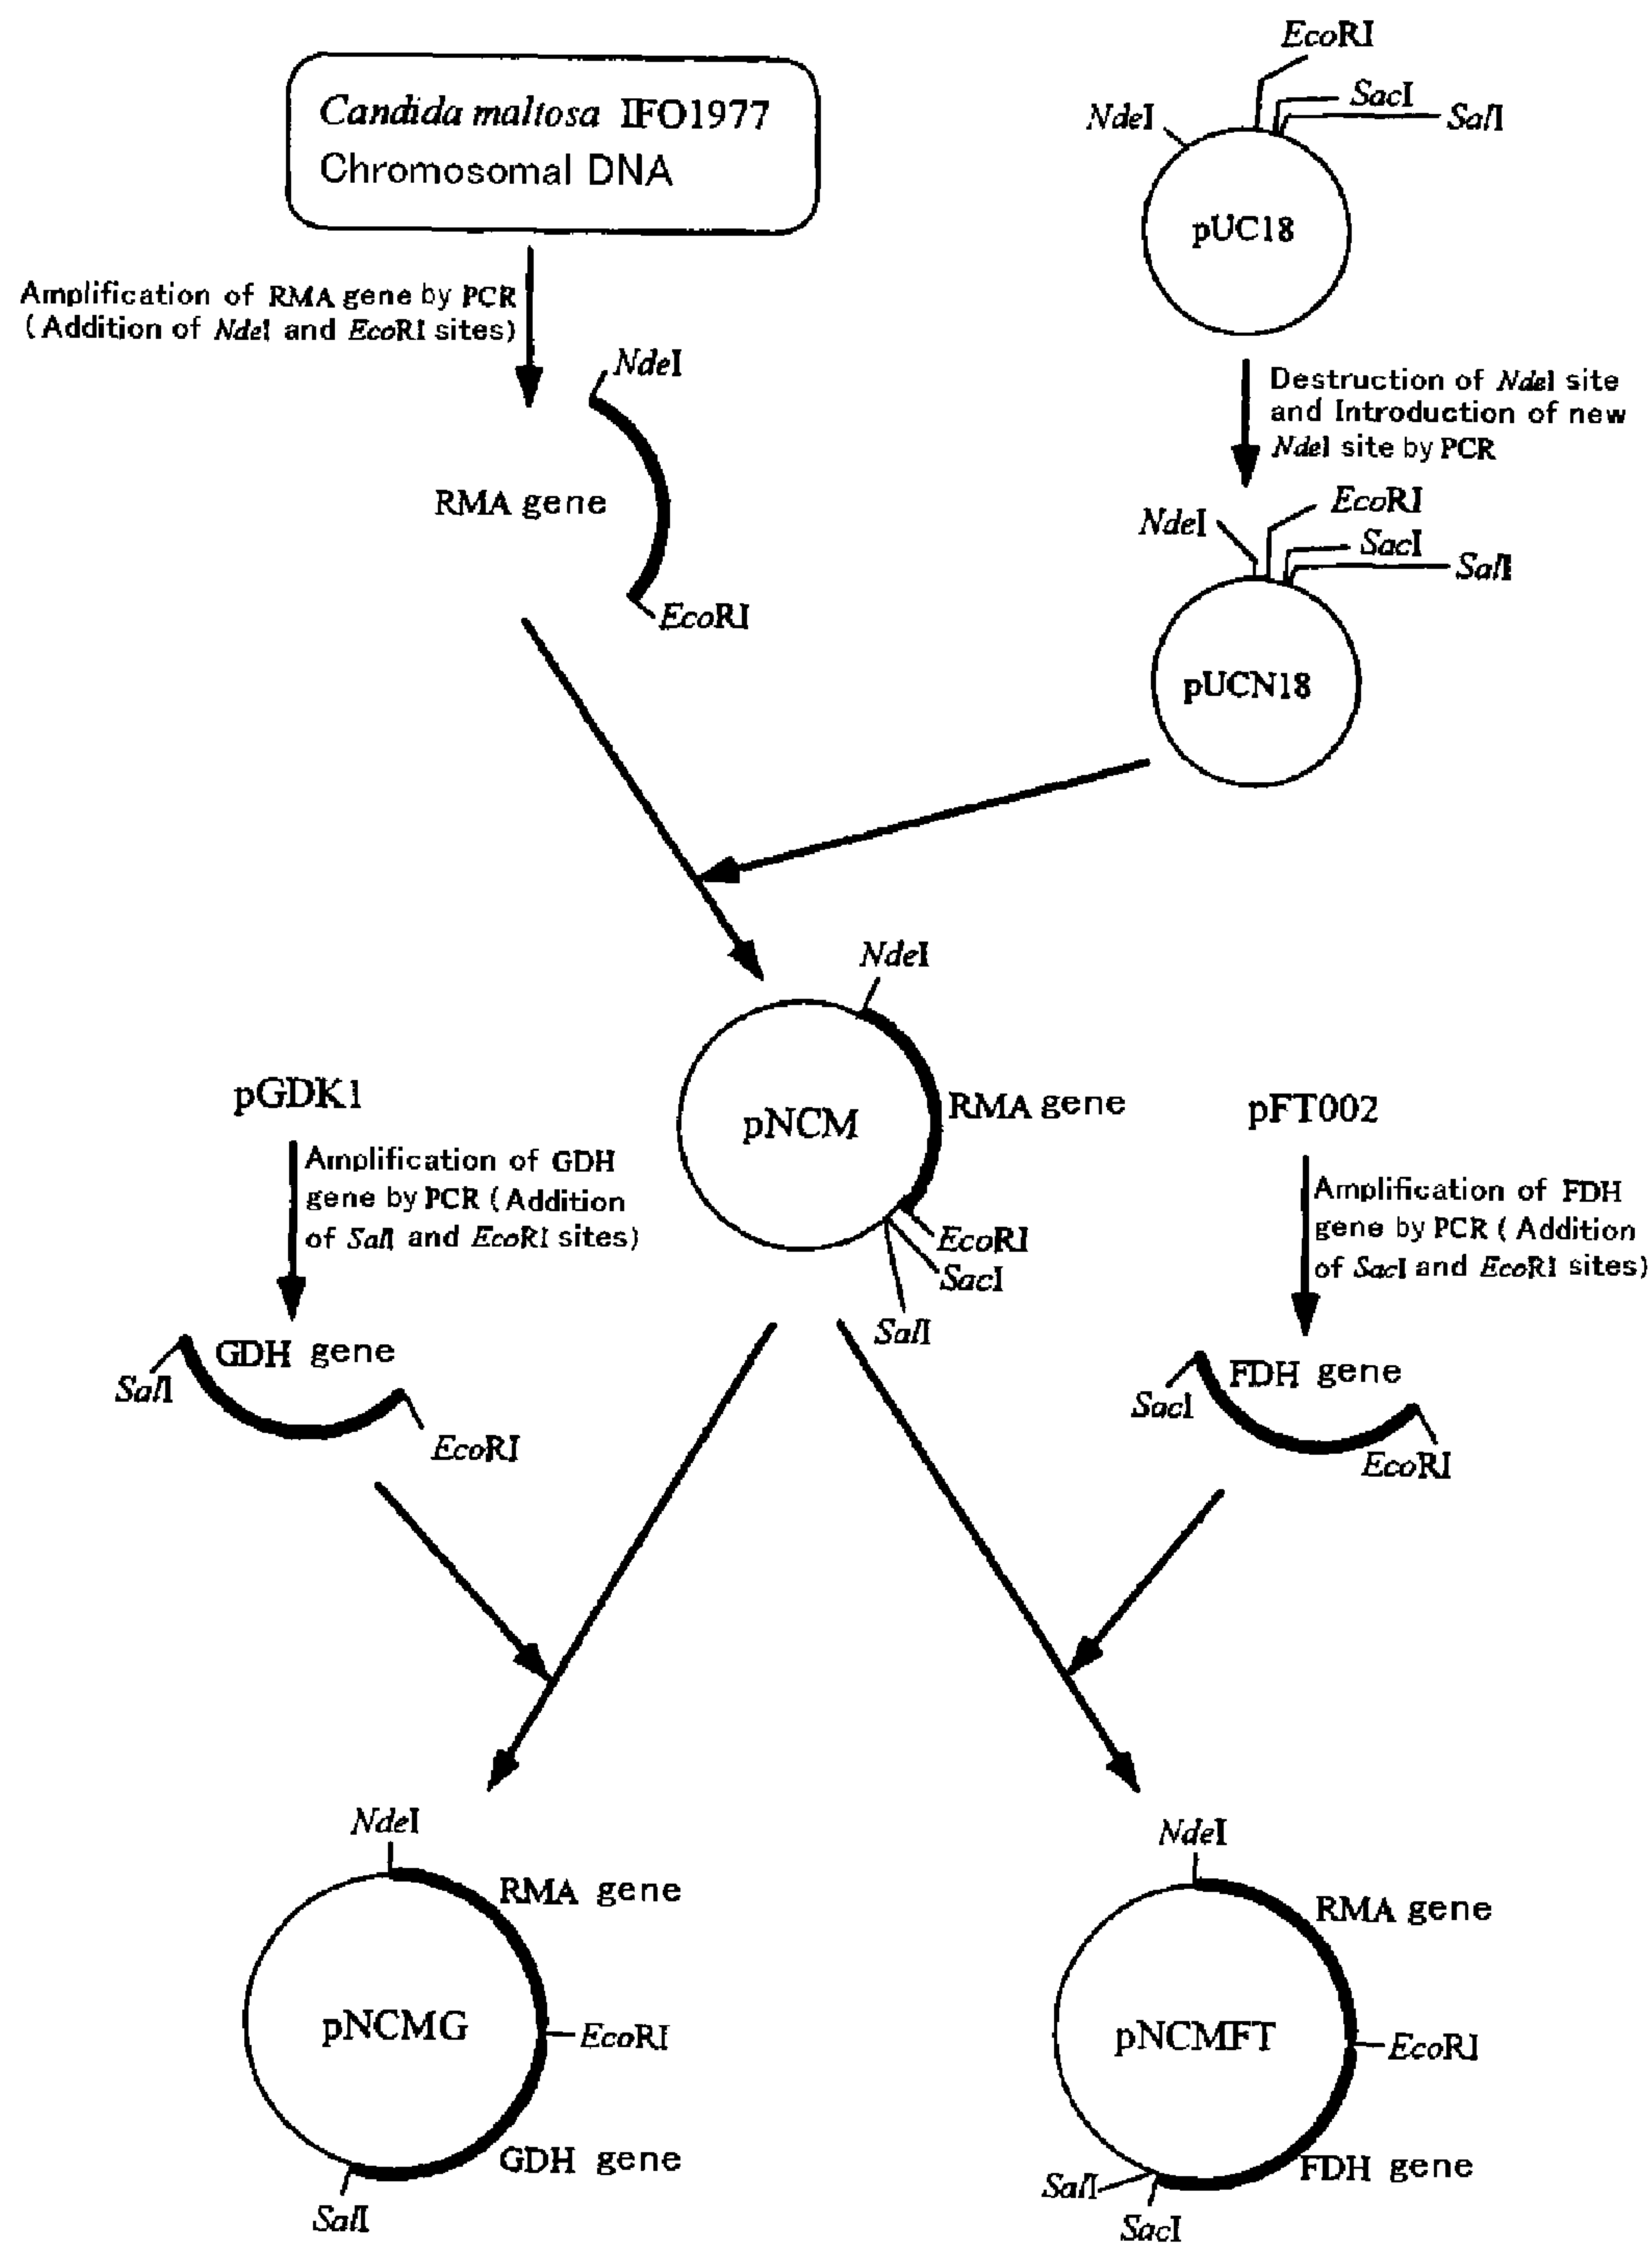 Candida maltosa IFO1977
Chromosomal DNA
Amplification of RMA gene by PCR
(Addition of NdeI and EcoRI sites)
NdeI
RMA gene
EcoRI
EcoRI
NdeI
SacI
SalI
pUC18
Destruction of NdeI site
and Introduction of new
NdeI site by PCR
EcoRI
NdeI
SacI
SalI
pUCN18
NdeI
pNCM
RMA gene
EcoRI
SacI
SalI
pGDK1
Amplification of GDH
gene by PCR (Addition
of SalI and EcoRI sites)
GDH gene
SalI
EcoRI
pFT002
Amplification of FDH
gene by PCR (Addition
of SacI and EcoRI sites)
FDH gene
SacI
EcoRI
NdeI
RMA gene
pNCMG
EcoRI
GDH gene
SalI
NdeI
RMA gene
pNCMFT
EcoRI
FDH gene
SalI
SacI